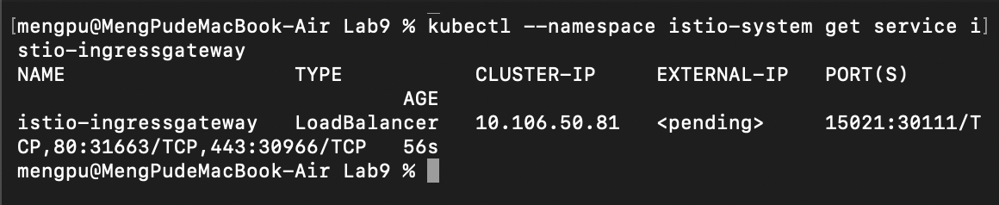 [mengpu@MengPudeMacBook-Air Lab9 % kubectl --namespace istio-system get service i]
stio-ingressgateway
NAME TYPE CLUSTER-IP EXTERNAL-IP PORT(S)
AGE
istio-ingressgateway LoadBalancer 10.106.50.81 <pending> 15021:30111/T
CP,80:31663/TCP,443:30966/TCP 56s
mengpu@MengPudeMacBook-Air Lab9 %